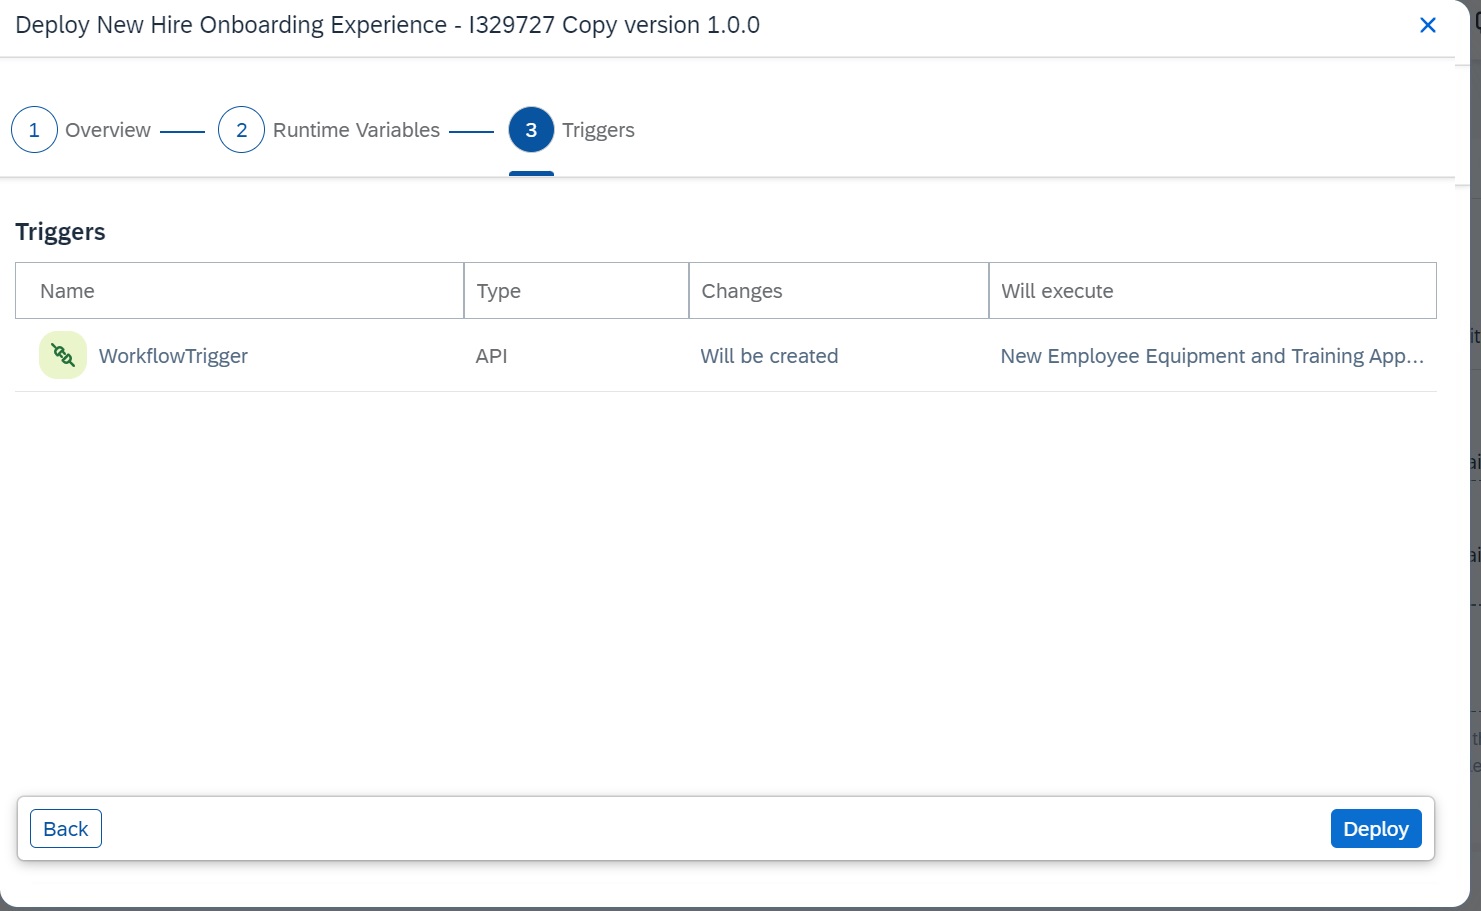 Deploy New Hire Onboarding Experience - I329727 Copy version 1.0.0
1 Overview 2 Runtime Variables 3 Triggers
Triggers
Name Type Changes Will execute
WorkflowTrigger API Will be created New Employee Equipment and Training App...
Back Deploy